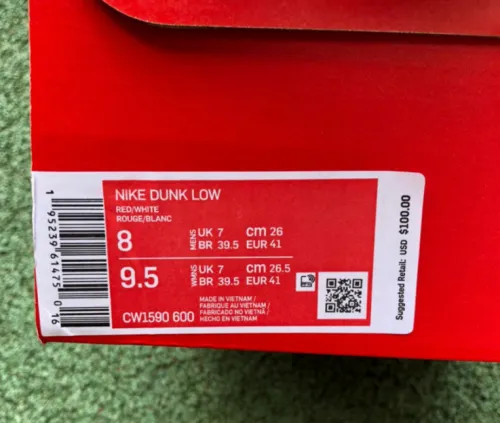 NIKE DUNK LOW
RED/WHITE
ROUGE/BLANC
8 MENS UK 7 cm 26
BR 39.5 EUR 41
9.5 WMNS UK 7 cm 26.5
BR 39.5 EUR 41
MADE IN VIETNAM /
FABRIQUE AU VIETNAM /
FABRICADO NO VIETNÃ /
HECHO EN VIETNAM
CW1590 600
1 95239 61475 0 16
Suggested Retail: USD $100.00